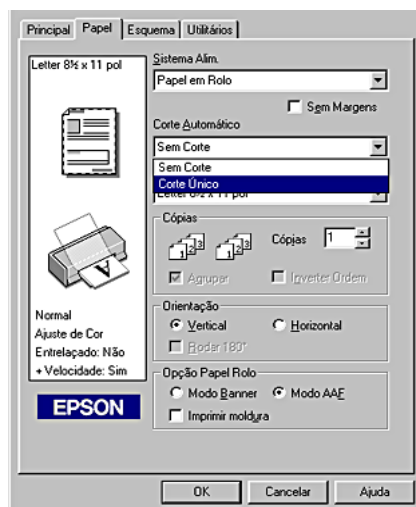 Principal Papel Esquema Utilitários
Letter 8½ x 11 pol
Sistema Alim.
Papel em Rolo
Sem Margens
Corte Automático
Sem Corte
Sem Corte
Corte Único
Letter 8½ x 11 pol
Cópias
Cópias 1
Agrupar Inverter Ordem
Orientação
Vertical Horizontal
Rodar 180°
Opção Papel Rolo
Modo Banner Modo AAF
Imprimir moldura
Normal
Ajuste de Cor
Entrelaçado: Não
+ Velocidade: Sim
EPSON
OK Cancelar Ajuda